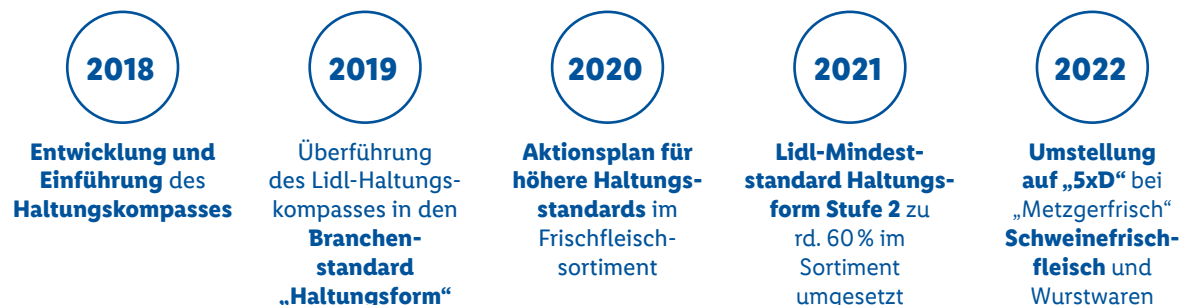 2018
Entwicklung und
Einführung des
Haltungskompasses
2019
Überführung
des Lidl-Haltungs-
kompasses in den
Branchen-
standard
„Haltungsform“
2020
Aktionsplan für
höhere Haltungs-
standards im
Frischfleisch-
sortiment
2021
Lidl-Mindest-
standard Haltungs-
form Stufe 2 zu
rd. 60 % im
Sortiment
umgesetzt
2022
Umstellung
auf „5xD“ bei
„Metzgerfrisch“
Schweinefrisch-
fleisch und
Wurstwaren